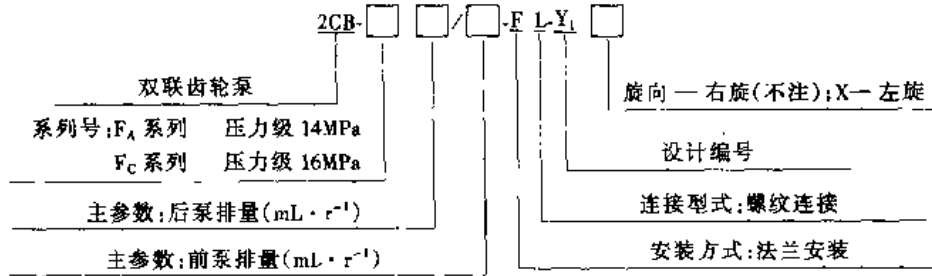 2CB-□ □/□-F L-Y₁ □
双联齿轮泵
旋向 — 右旋(不注);X— 左旋
系列号:F_A 系列 压力级 14MPa
设计编号
F_C 系列 压力级 16MPa
主参数:后泵排量(mL·r⁻¹)
连接型式:螺纹连接
主参数:前泵排量(mL·r⁻¹)
安装方式:法兰安装